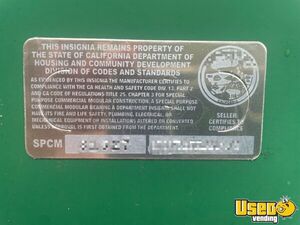 THIS INSIGNIA REMAINS PROPERTY OF
THE STATE OF CALIFORNIA DEPARTMENT OF
HOUSING AND COMMUNITY DEVELOPMENT
DIVISION OF CODES AND STANDARDS
AS EVIDENCED BY THIS INSIGNIA THE MANUFACTURER CERTIFIES TO
COMPLIANCE WITH THE CA HEALTH AND SAFETY CODE DIV. 13, PART 2
AND CA CODE OF REGULATIONS TITLE 25, CHAPTER 3 FOR SPECIAL
PURPOSE COMMERCIAL MODULAR CONSTRUCTION. A SPECIAL PURPOSE
COMMERCIAL MODULAR BEARING A DEPARTMENT INSIGNIA SHALL NOT
HAVE ITS FIRE AND LIFE SAFETY, PLUMBING, ELECTRICAL, OR
MECHANICAL EQUIPMENT OR INSTALLATIONS ALTERED OR CONVERTED
UNLESS APPROVAL IS FIRST OBTAINED FROM THE DEPARTMENT.
SELLER
CERTIFIES TO
COMPLIANCE
SPCM
Used
vending